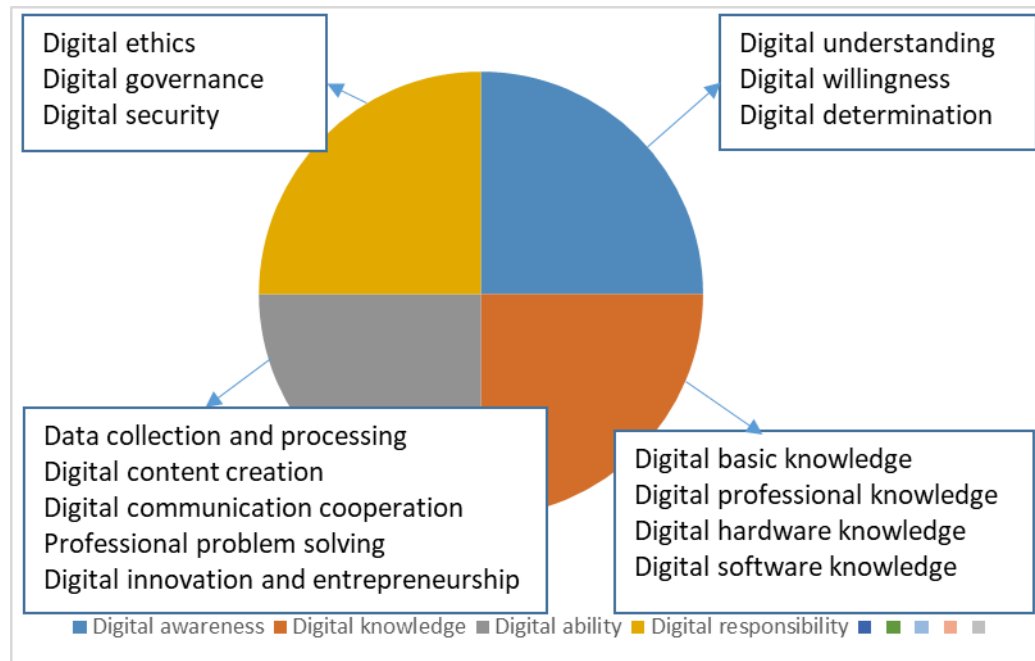 Digital ethics
Digital governance
Digital security
Digital understanding
Digital willingness
Digital determination
Data collection and processing
Digital content creation
Digital communication cooperation
Professional problem solving
Digital innovation and entrepreneurship
Digital basic knowledge
Digital professional knowledge
Digital hardware knowledge
Digital software knowledge
Digital awareness Digital knowledge Digital ability Digital responsibility